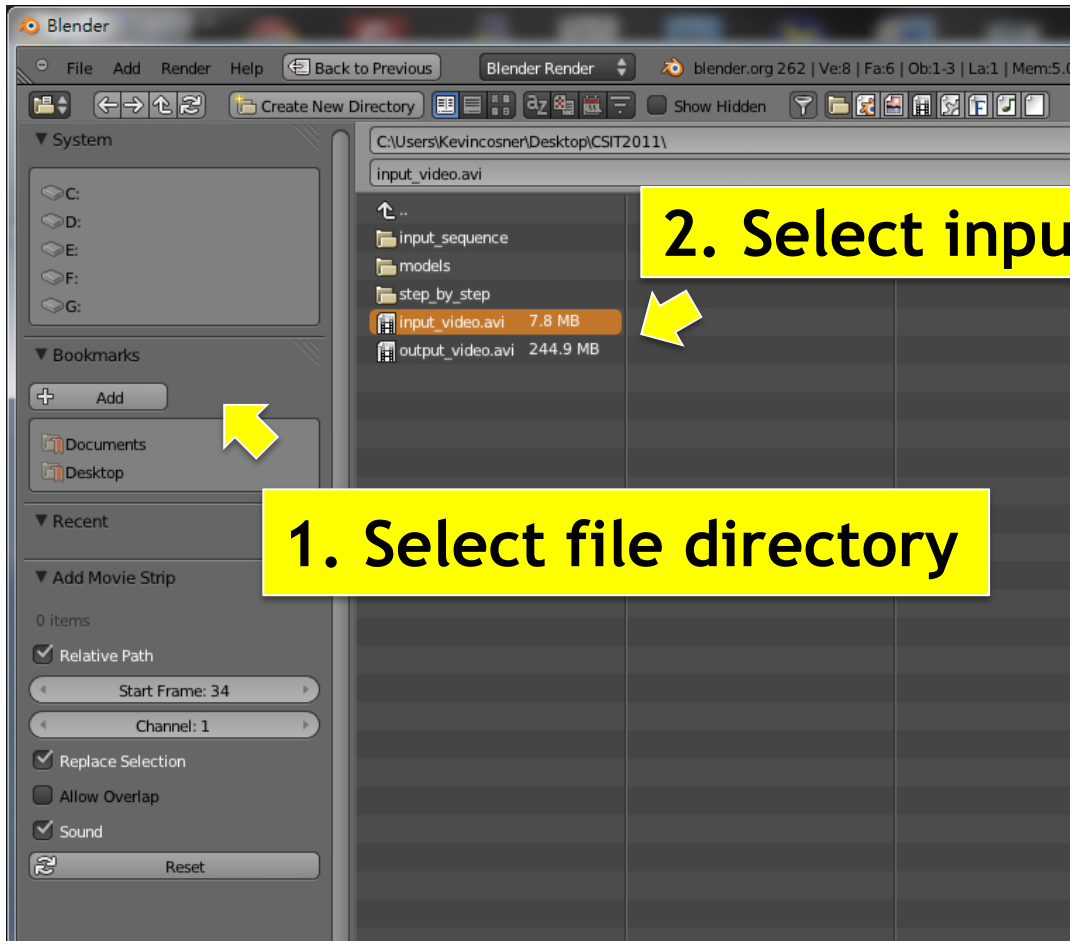 Blender
File Add Render Help Back to Previous Blender Render blender.org 262 | Ve:8 | Fa:6 | Ob:1-3 | La:1 | Mem:5.0
Create New Directory Show Hidden
System
C:\Users\Kevincosner\Desktop\CSIT2011\
input_video.avi
C:
D:
E:
F:
G:
..
input_sequence
models
step_by_step
input_video.avi 7.8 MB
output_video.avi 244.9 MB
2. Select inpu
Bookmarks
Add
Documents
Desktop
1. Select file directory
Recent
Add Movie Strip
0 items
Relative Path
Start Frame: 34
Channel: 1
Replace Selection
Allow Overlap
Sound
Reset